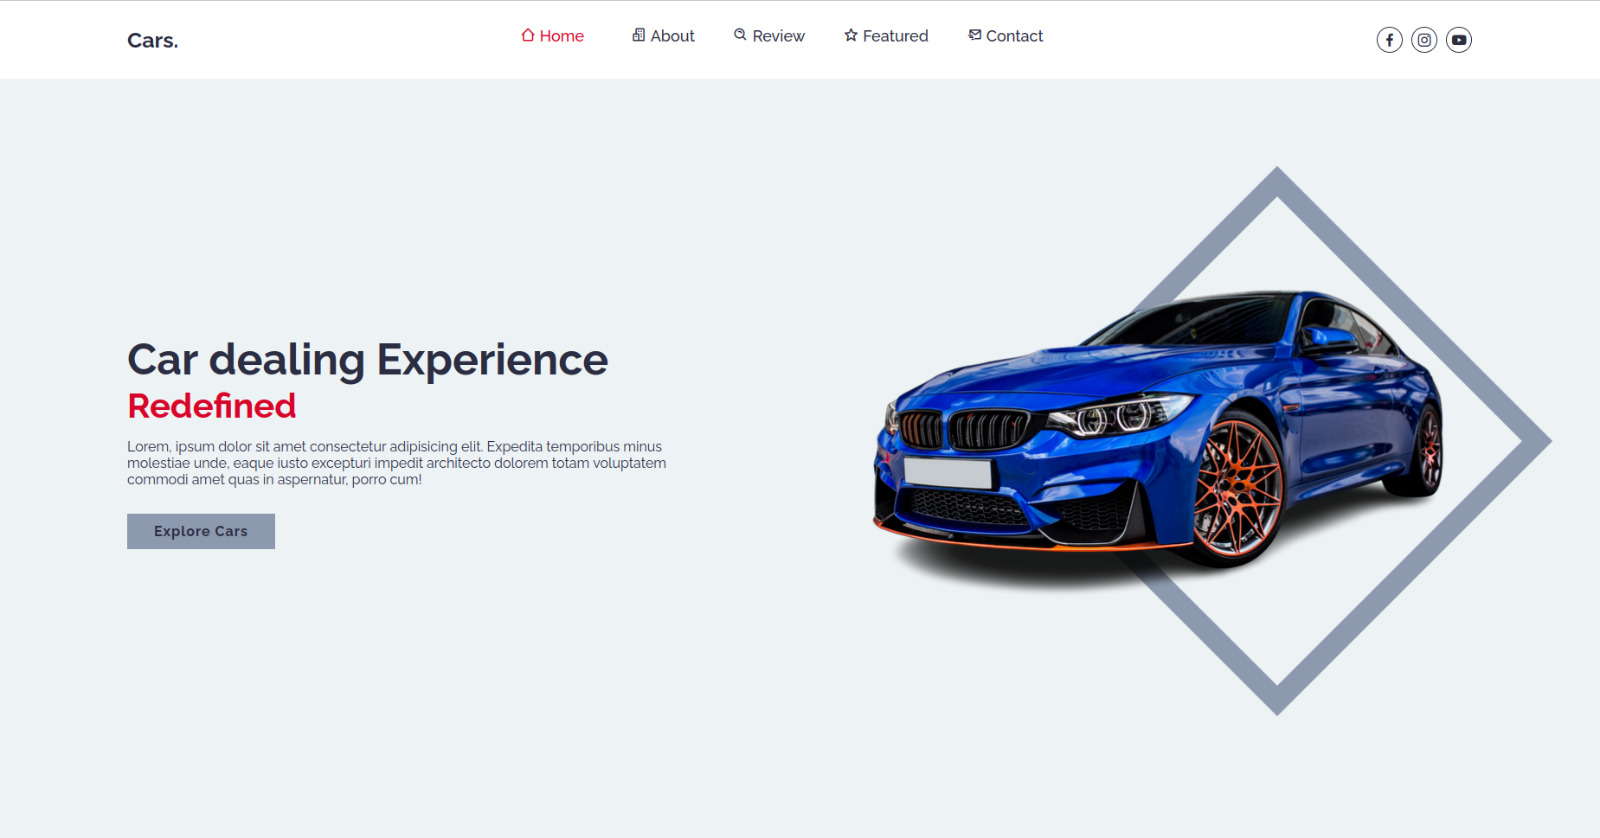 Cars.
Home About Review Featured Contact
Car dealing Experience
Redefined
Lorem, ipsum dolor sit amet consectetur adipisicing elit. Expedita temporibus minus
molestiae unde, eaque iusto excepturi impedit architecto dolorem totam voluptatem
commodi amet quas in aspernatur, porro cum!
Explore Cars